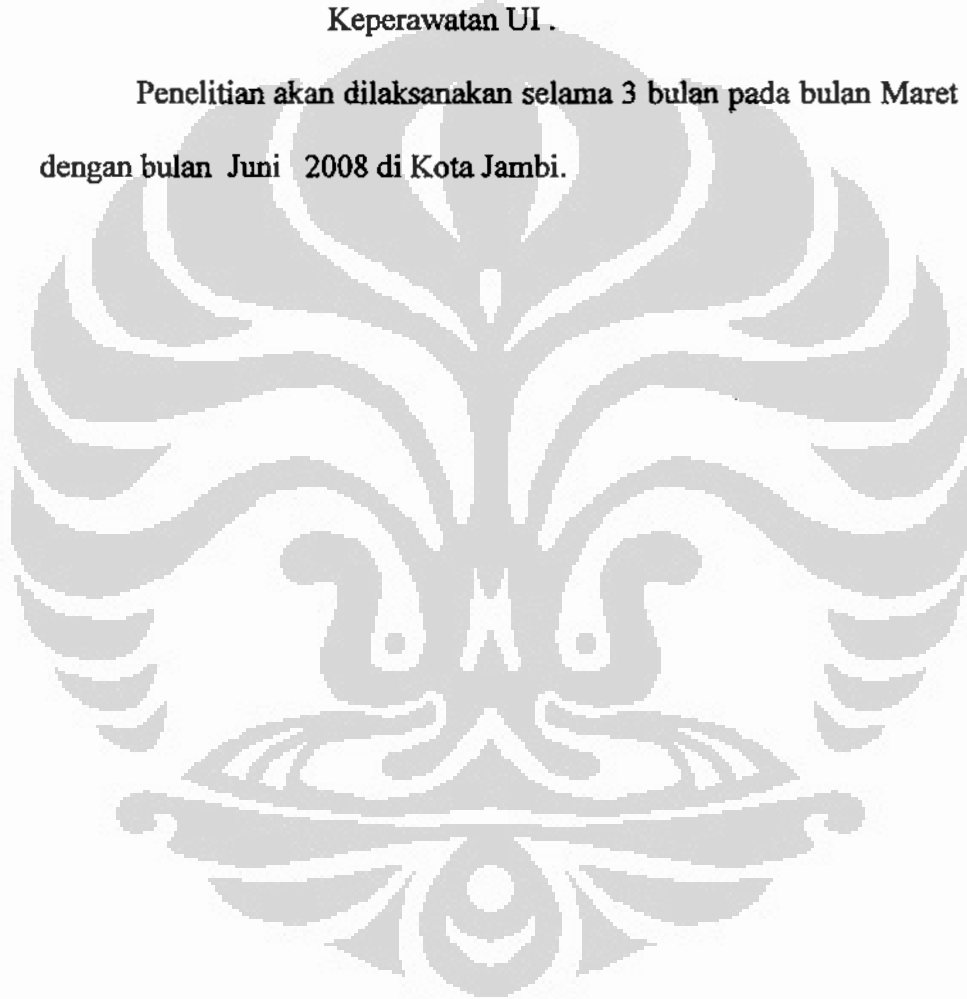 Keperawatan UI .
Penelitian akan dilaksanakan selama 3 bulan pada bulan Maret
dengan bulan Juni 2008 di Kota Jambi.